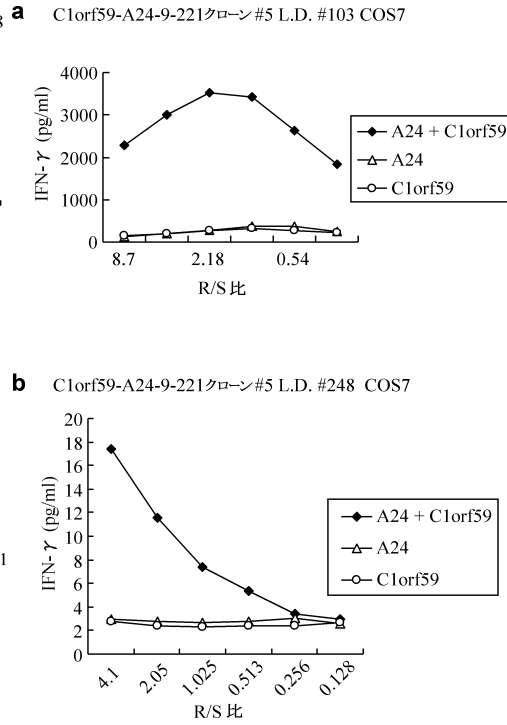 8
a C1orf59-A24-9-221クローン#5 L.D. #103 COS7
4000
3000
2000
1000
0
IFN-γ (pg/ml)
8.7 2.18 0.54
R/S 比
A24 + C1orf59
A24
C1orf59
b C1orf59-A24-9-221クローン#5 L.D. #248 COS7
20
18
16
14
12
10
8
6
4
2
0
IFN-γ (pg/ml)
4.1 2.05 1.025 0.513 0.256 0.128
R/S 比
A24 + C1orf59
A24
C1orf59
1